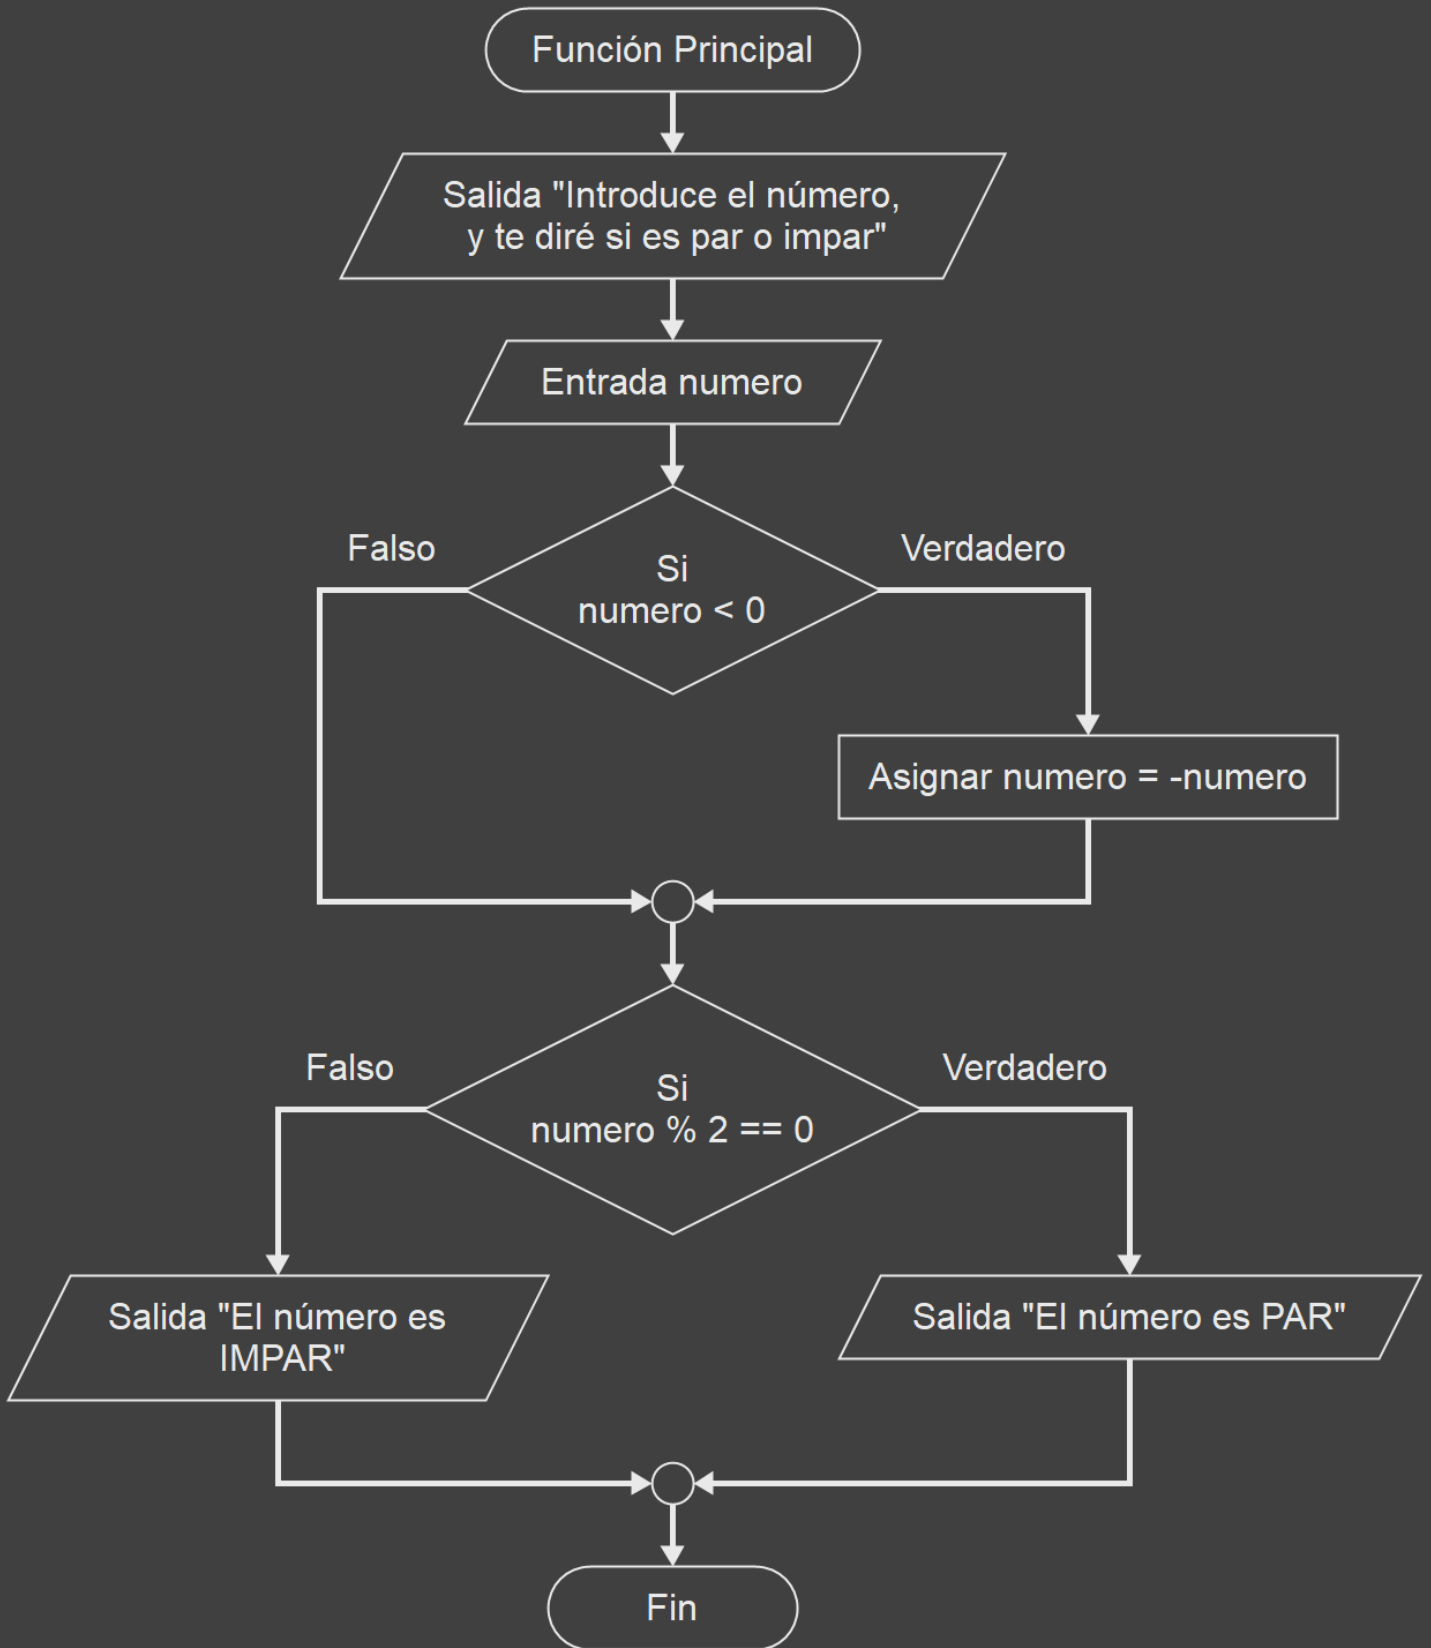 Función Principal
Salida "Introduce el número,
y te diré si es par o impar"
Entrada numero
Falso
Verdadero
Si
numero < 0
Asignar numero = -numero
Falso
Verdadero
Si
numero % 2 == 0
Salida "El número es
IMPAR"
Salida "El número es PAR"
Fin